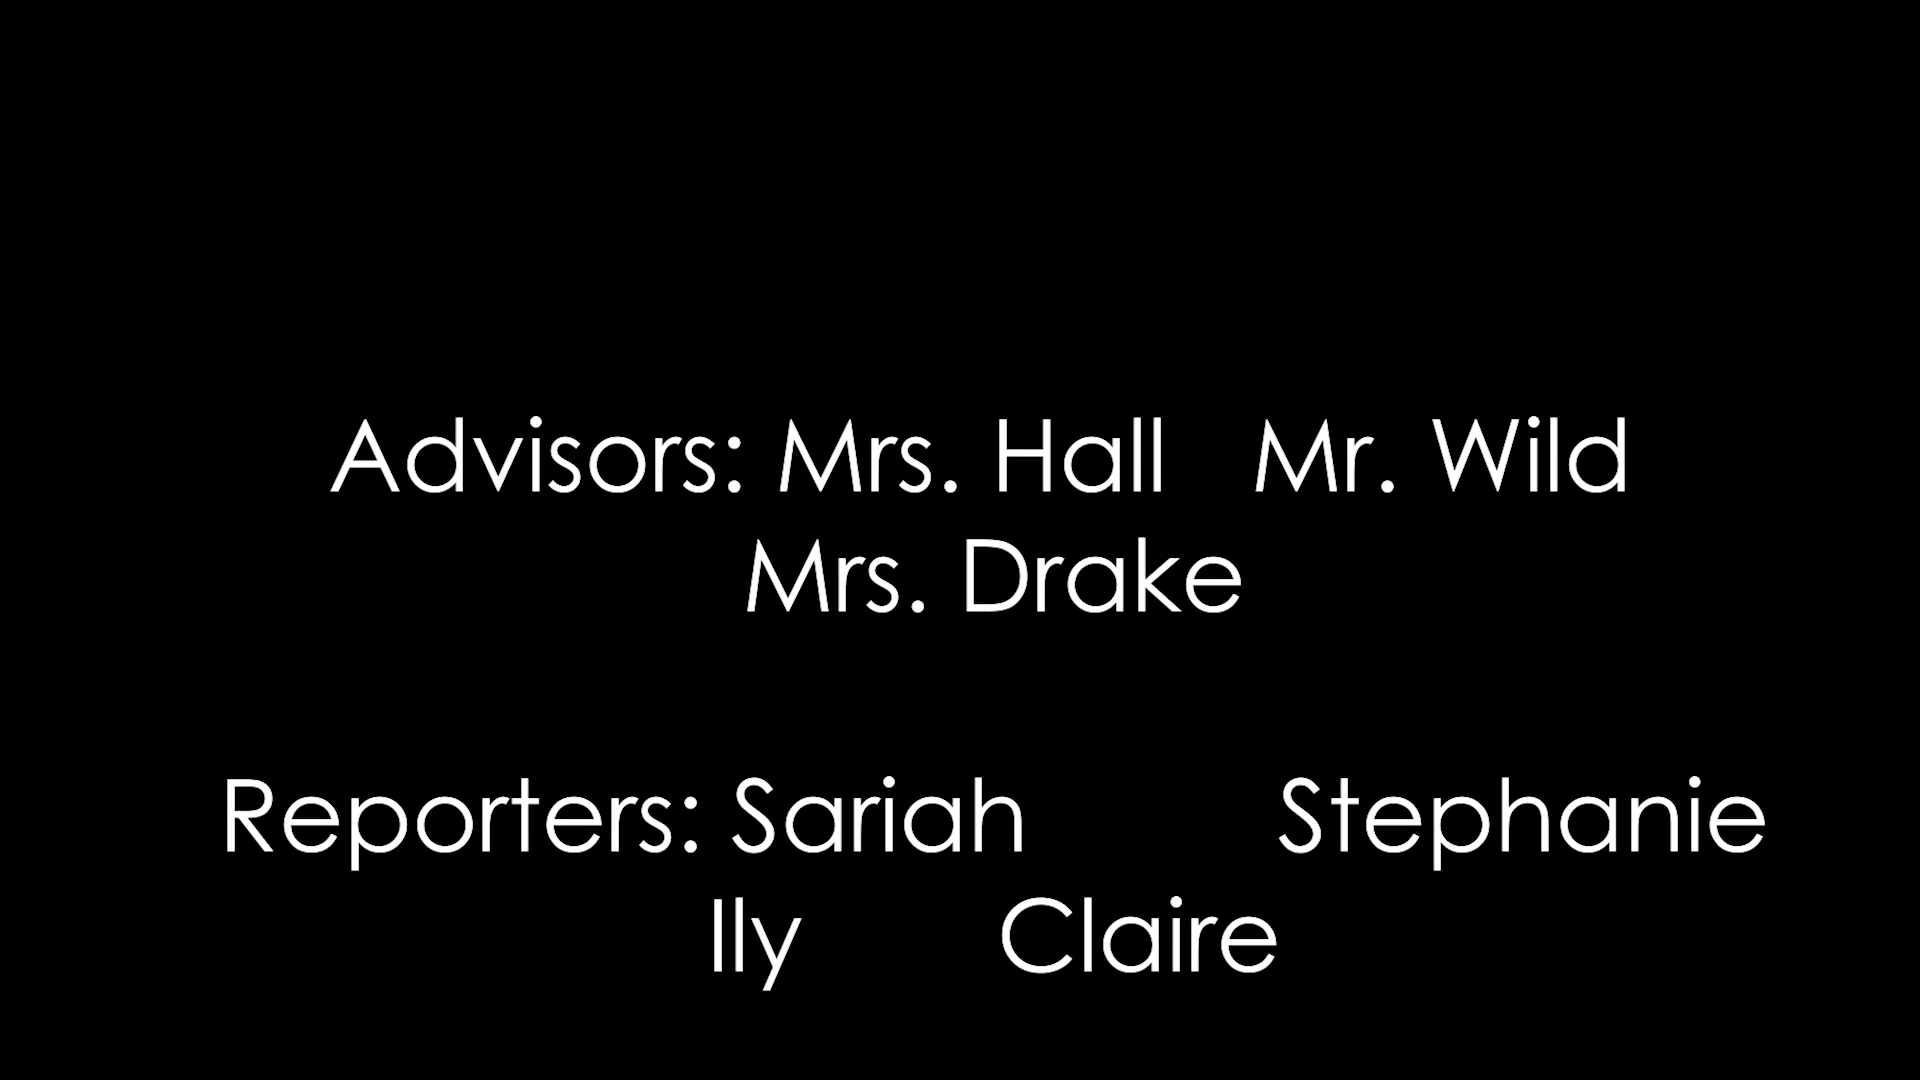 Advisors: Mrs. Hall Mr. Wild
Mrs. Drake
Reporters: Sariah Stephanie
Ily Claire